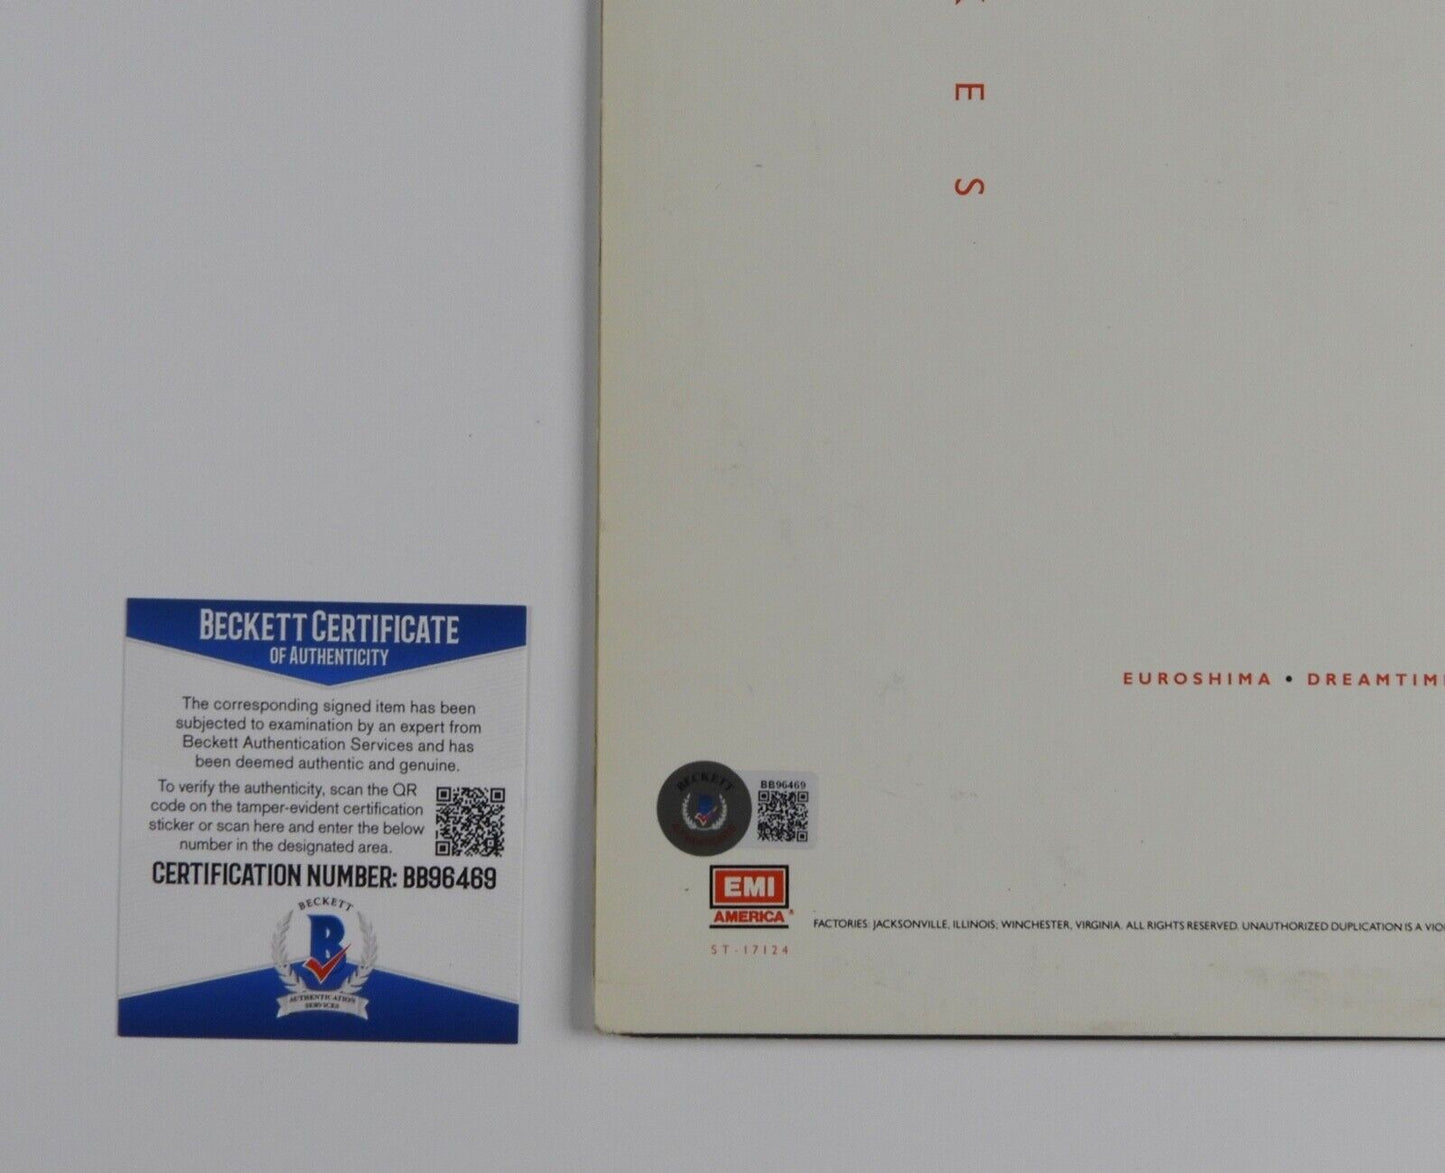 E S
EUROSHIMA • DREAMTIM
BECKETT CERTIFICATE
OF AUTHENTICITY
The corresponding signed item has been
subjected to examination by an expert from
Beckett Authentication Services and has
been deemed authentic and genuine.
To verify the authenticity, scan the QR
code on the tamper-evident certification
sticker or scan here and enter the below
number in the designated area.
CERTIFICATION NUMBER: BB96469
BECKETT
B
AUTHENTICATION
SERVICES
BECKETT
B
BB96469
EMI
AMERICA®
ST-17124
FACTORIES: JACKSONVILLE, ILLINOIS; WINCHESTER, VIRGINIA. ALL RIGHTS RESERVED. UNAUTHORIZED DUPLICATION IS A VIO